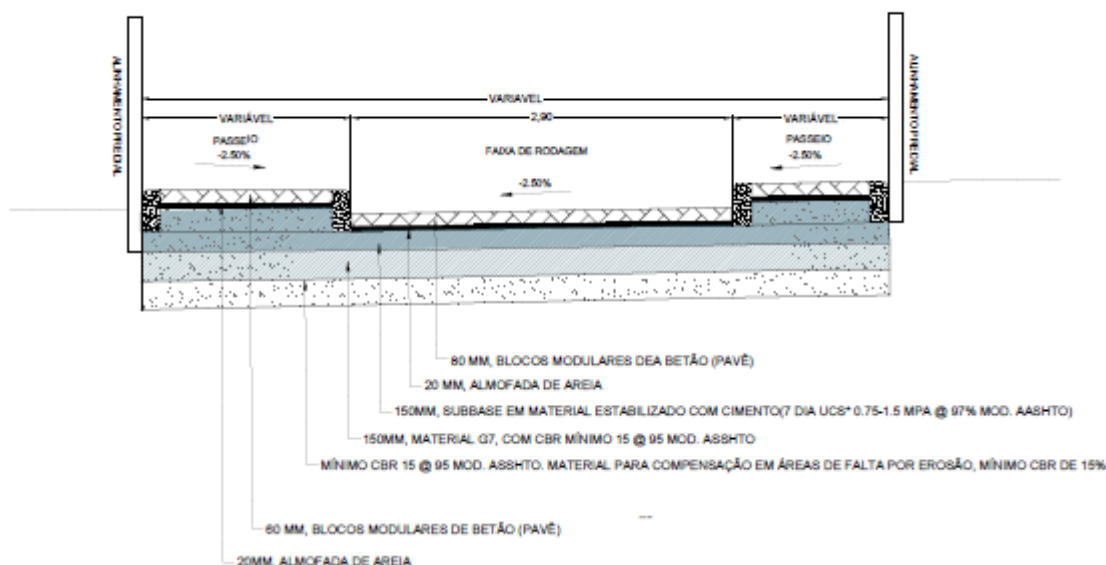 ALINHAMENTO PREDIAL
ALINHAMENTO PREDIAL
VARIAVEL
VARIÁVEL
2,90
VARIÁVEL
PASSEIO
-2.50%
FAIXA DE RODAGEM
-2.50%
PASSEIO
-2.50%
80 MM, BLOCOS MODULARES DEA BETÃO (PAVÊ)
20 MM, ALMOFADA DE AREIA
150MM, SUBBASE EM MATERIAL ESTABILIZADO COM CIMENTO(7 DIA UCS* 0.75-1.5 MPA @ 97% MOD. AASHTO)
150MM, MATERIAL G7, COM CBR MÍNIMO 15 @ 95 MOD. ASSHTO
MÍNIMO CBR 15 @ 95 MOD. ASSHTO. MATERIAL PARA COMPENSAÇÃO EM ÁREAS DE FALTA POR EROSÃO, MÍNIMO CBR DE 15%
60 MM, BLOCOS MODULARES DE BETÃO (PAVÊ)
20MM, ALMOFADA DE AREIA